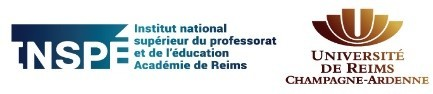 INSPÉ
Institut national
supérieur du professorat
et de l'éducation
Académie de Reims
UNIVERSITÉ
DE REIMS
CHAMPAGNE-ARDENNE